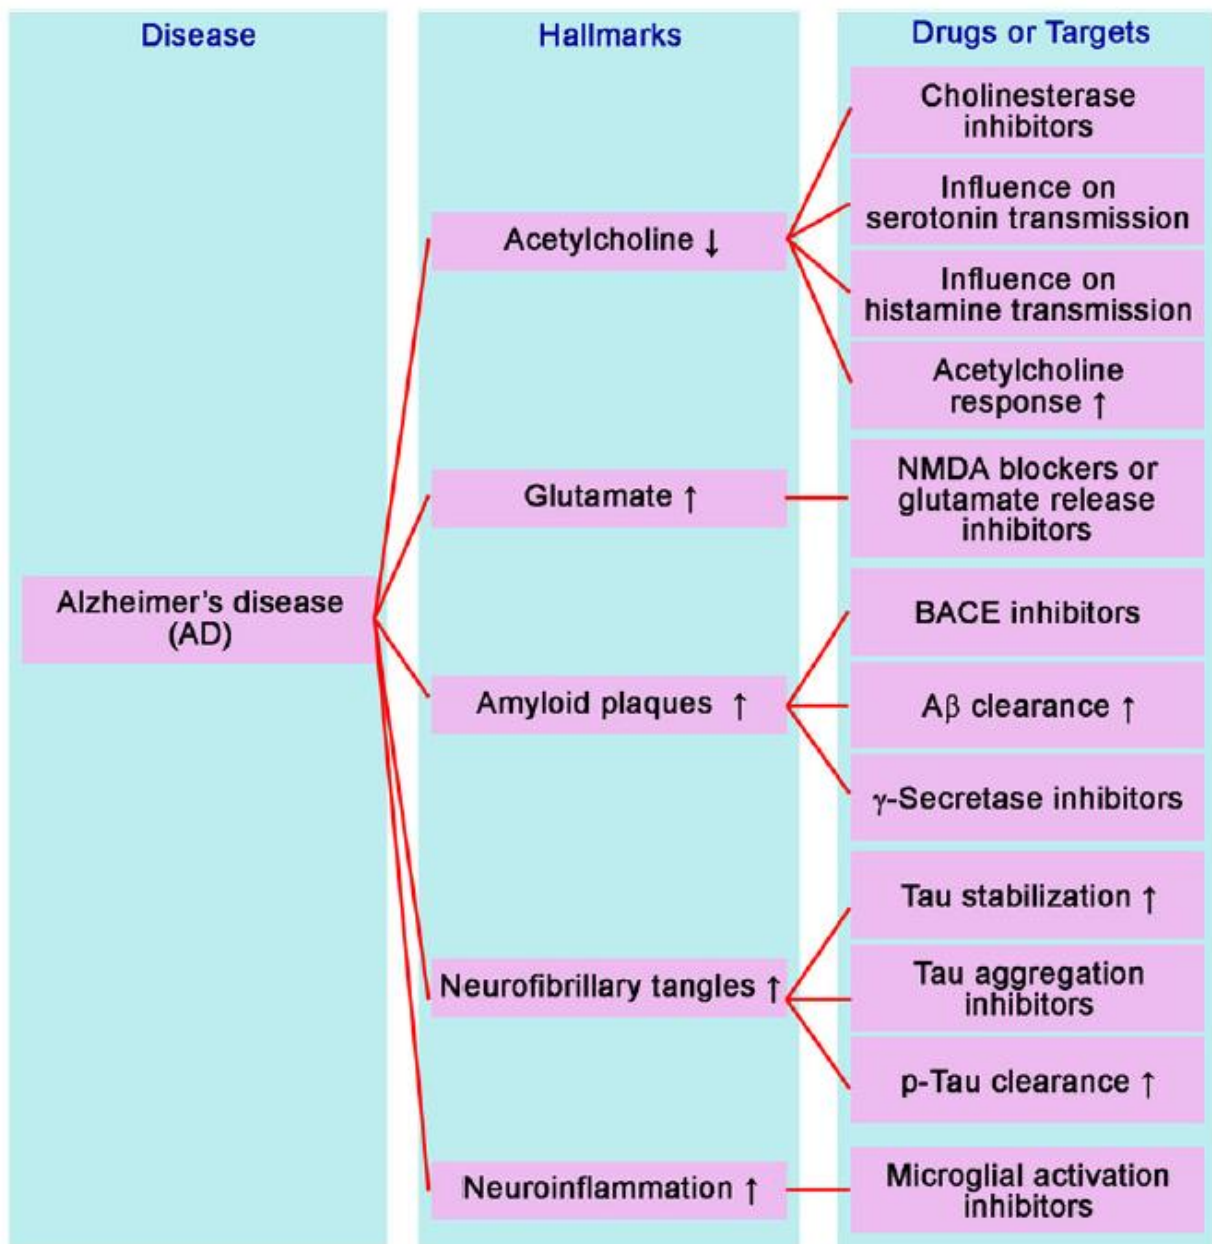 Disease
Hallmarks
Drugs or Targets
Alzheimer's disease
(AD)
Acetylcholine ↓
Glutamate ↑
Amyloid plaques ↑
Neurofibrillary tangles ↑
Neuroinflammation ↑
Cholinesterase
inhibitors
Influence on
serotonin transmission
Influence on
histamine transmission
Acetylcholine
response ↑
NMDA blockers or
glutamate release
inhibitors
BACE inhibitors
Aβ clearance ↑
γ-Secretase inhibitors
Tau stabilization ↑
Tau aggregation
inhibitors
p-Tau clearance ↑
Microglial activation
inhibitors